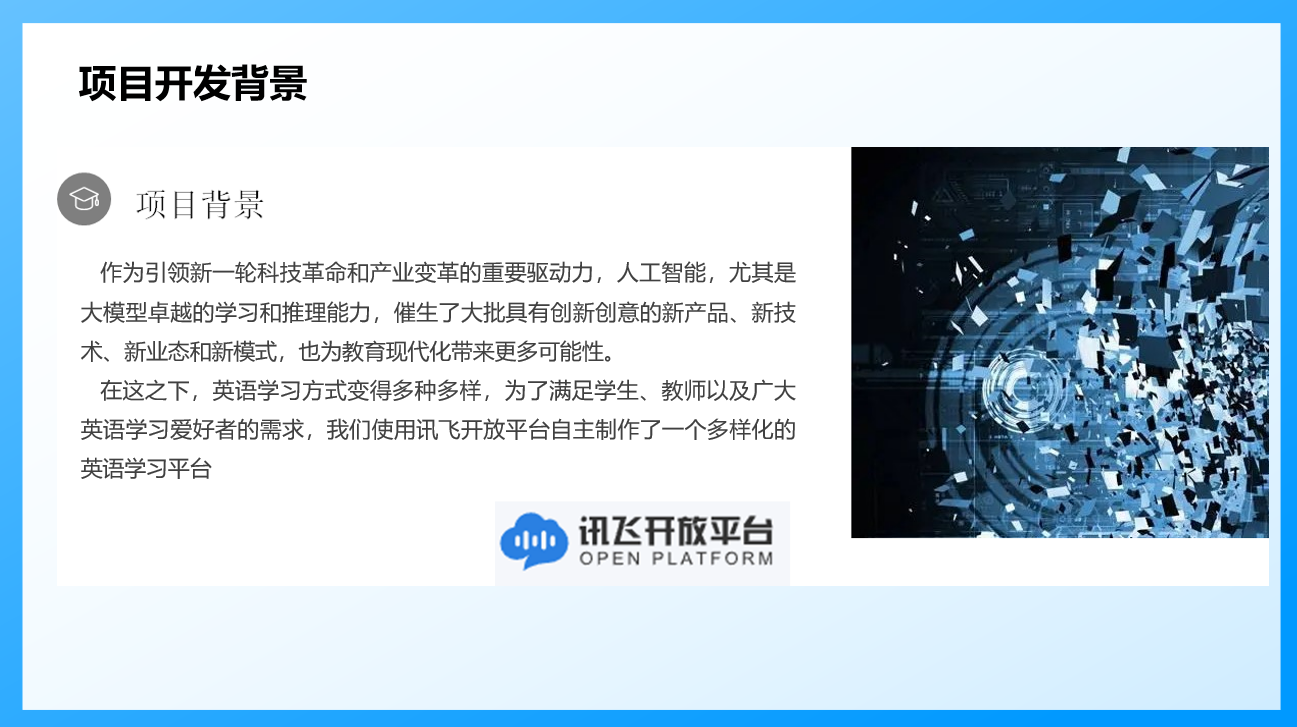 项目开发背景
项目背景
作为引领新一轮科技革命和产业变革的重要驱动力，人工智能，尤其是
大模型卓越的学习和推理能力，催生了大批具有创新创意的新产品、新技
术、新业态和新模式，也为教育现代化带来更多可能性。
在这之下，英语学习方式变得多种多样，为了满足学生、教师以及广大
英语学习爱好者的需求，我们使用讯飞开放平台自主制作了一个多样化的
英语学习平台
讯飞开放平台
OPEN PLATFORM